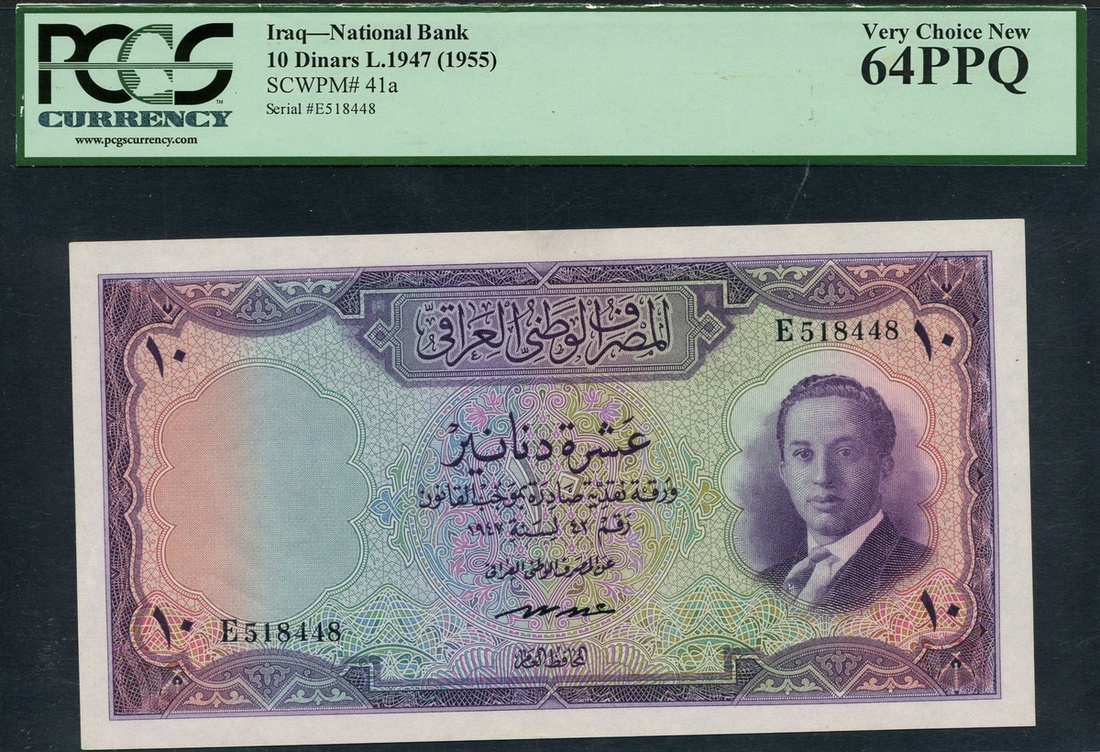 PCGS
CURRENCY
www.pcgscurrency.com
Iraq—National Bank
10 Dinars L.1947 (1955)
SCWPM# 41a
Serial #E518448
Very Choice New
64PPQ
المصرف الوطني العراقي
E518448
١٠
١٠
عشرة دنانير
ورقة نقدية صادرة بموجب القانون
رقم ٤٢ لسنة ١٩٤٧
عن المصرف الوطني العراقي
المحافظ العام
١٠
E518448
١٠